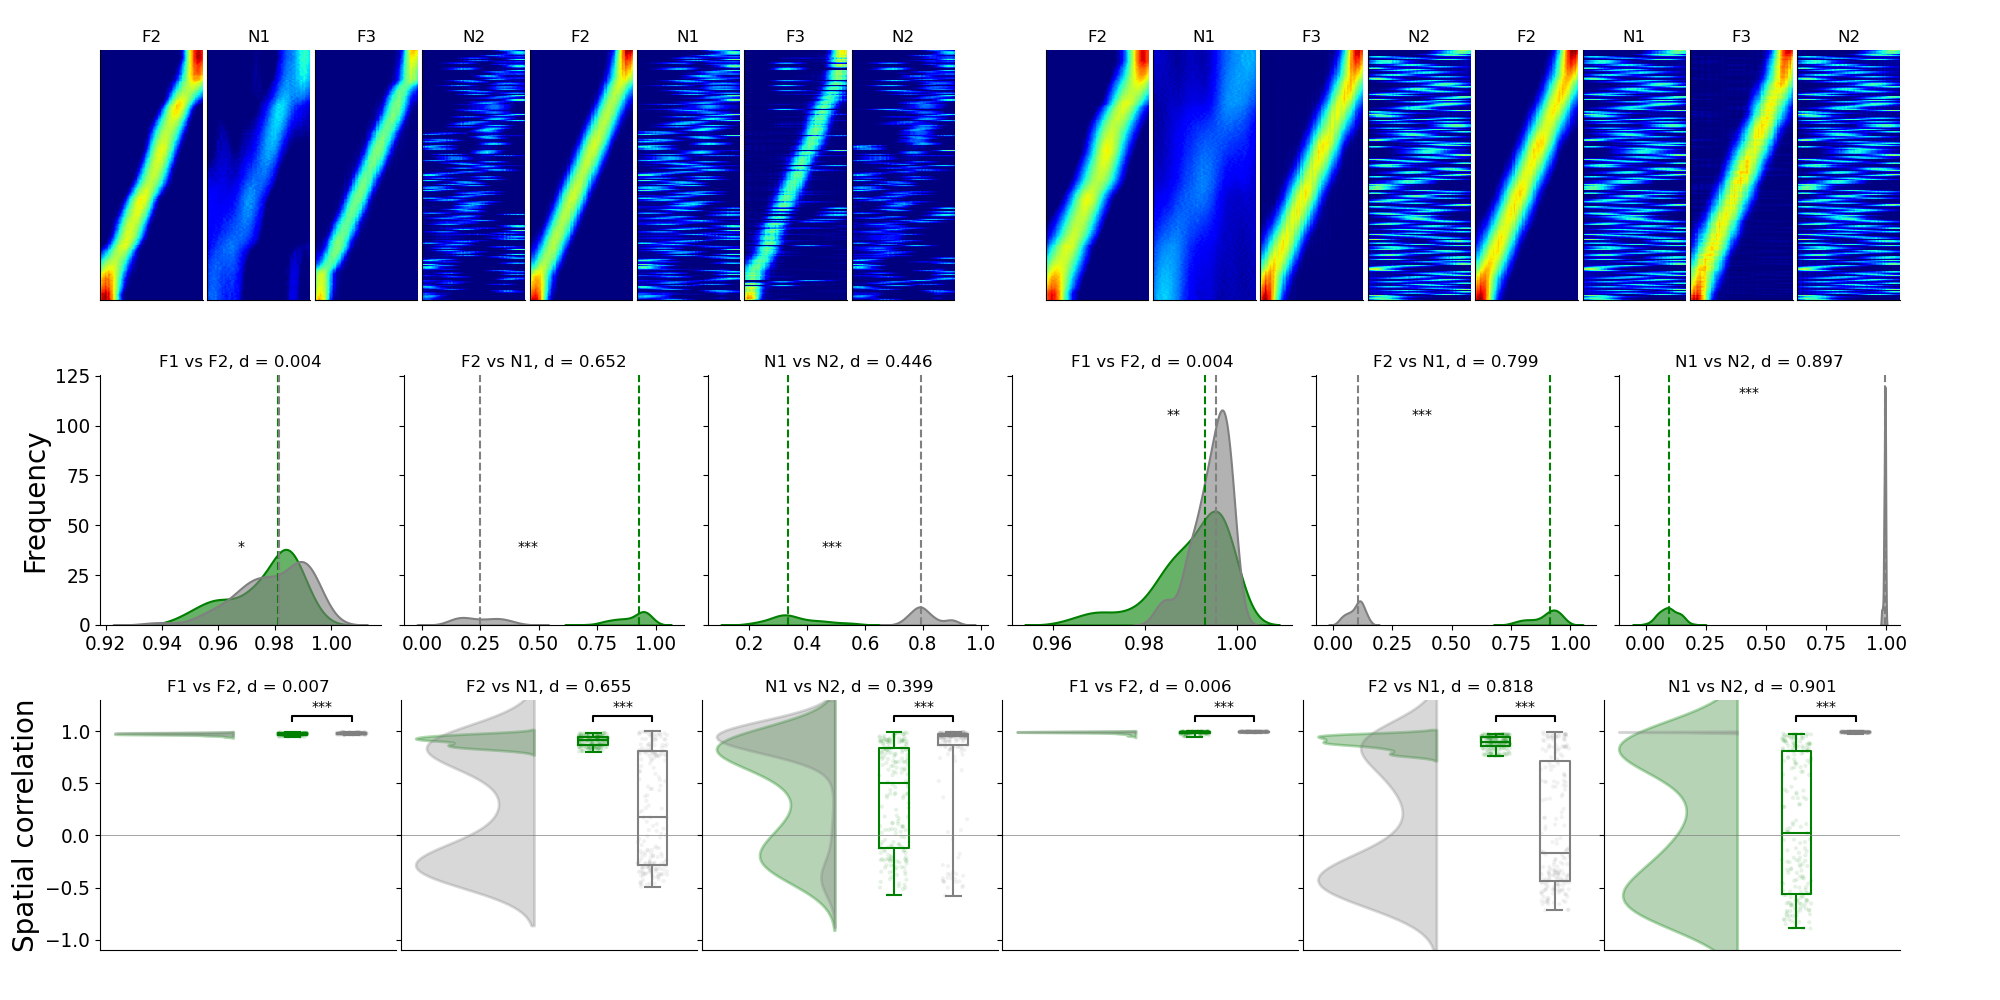 F2 N1 F3 N2 F2 N1 F3 N2 F2 N1 F3 N2 F2 N1 F3 N2
F1 vs F2, d = 0.004 F2 vs N1, d = 0.652 N1 vs N2, d = 0.446 F1 vs F2, d = 0.004 F2 vs N1, d = 0.799 N1 vs N2, d = 0.897
Frequency
125
100
75
50
25
0
* *** *** ** *** ***
0.92 0.94 0.96 0.98 1.00 0.00 0.25 0.50 0.75 1.00 0.2 0.4 0.6 0.8 1.0 0.96 0.98 1.00 0.00 0.25 0.50 0.75 1.00 0.00 0.25 0.50 0.75 1.00
F1 vs F2, d = 0.007 F2 vs N1, d = 0.655 N1 vs N2, d = 0.399 F1 vs F2, d = 0.006 F2 vs N1, d = 0.818 N1 vs N2, d = 0.901
*** *** *** *** *** ***
Spatial correlation
1.0
0.5
0.0
−0.5
−1.0